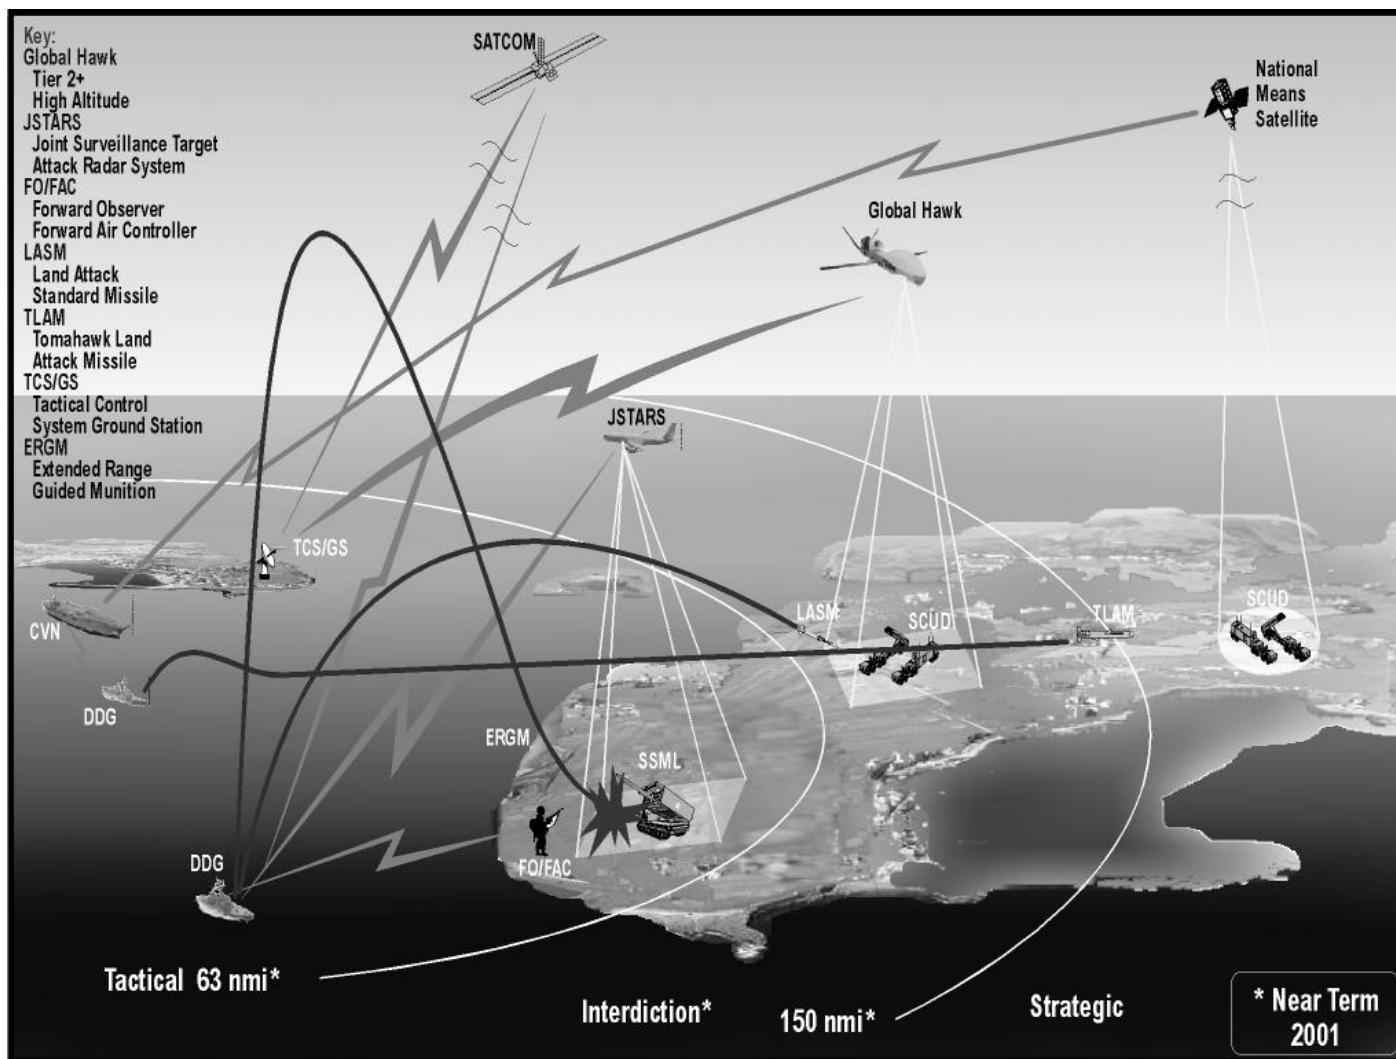 Key:
Global Hawk
Tier 2+
High Altitude
JSTARS
Joint Surveillance Target
Attack Radar System
FO/FAC
Forward Observer
Forward Air Controller
LASM
Land Attack
Standard Missile
TLAM
Tomahawk Land
Attack Missile
TCS/GS
Tactical Control
System Ground Station
ERGM
Extended Range
Guided Munition
SATCOM
National
Means
Satellite
Global Hawk
JSTARS
TCS/GS
CVN
LASM
SCUD
TLAM
SCUD
DDG
ERGM
SSML
DDG
FO/FAC
Tactical 63 nmi*
Interdiction*
150 nmi*
Strategic
* Near Term
2001